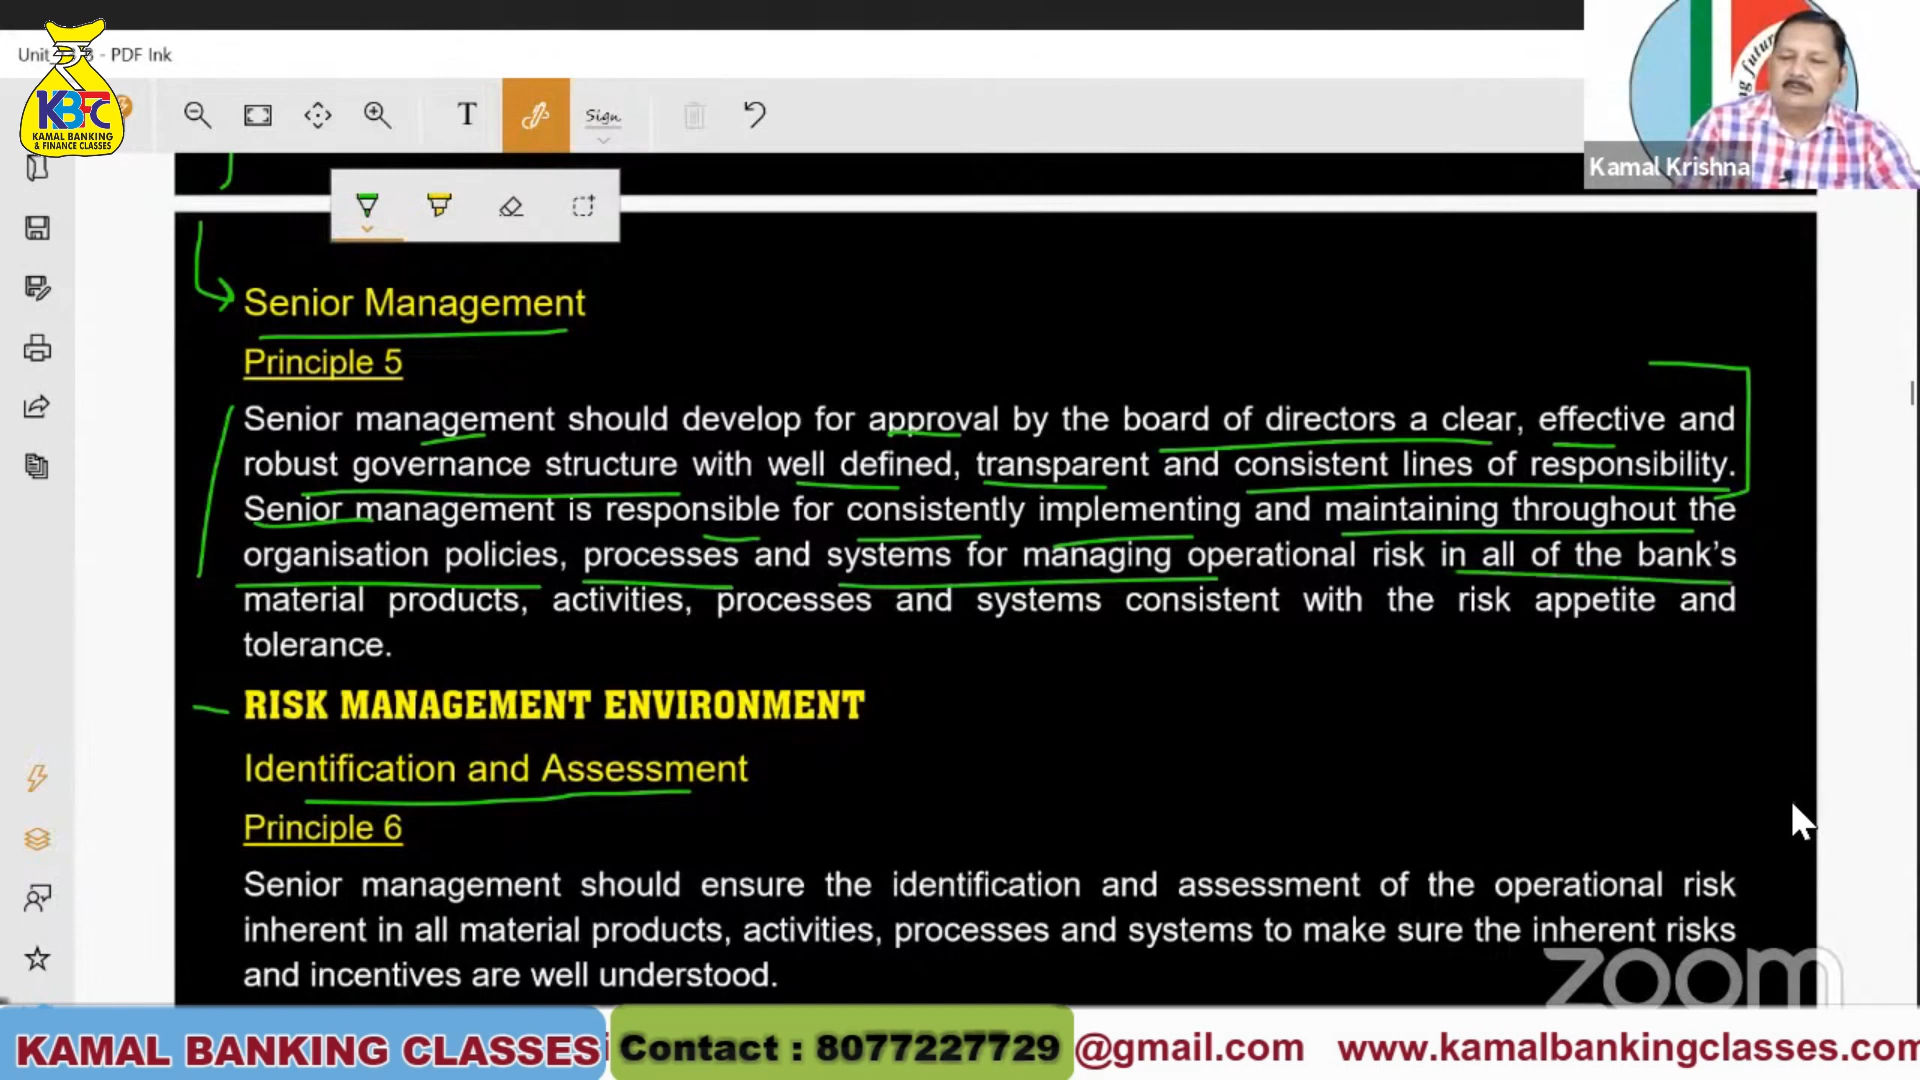 Unit 3 - PDF Ink
KBFC
KAMAL BANKING
& FINANCE CLASSES
T
Sign
Kamal Krishna
Senior Management
Principle 5
Senior management should develop for approval by the board of directors a clear, effective and
robust governance structure with well defined, transparent and consistent lines of responsibility.
Senior management is responsible for consistently implementing and maintaining throughout the
organisation policies, processes and systems for managing operational risk in all of the bank’s
material products, activities, processes and systems consistent with the risk appetite and
tolerance.
RISK MANAGEMENT ENVIRONMENT
Identification and Assessment
Principle 6
Senior management should ensure the identification and assessment of the operational risk
inherent in all material products, activities, processes and systems to make sure the inherent risks
and incentives are well understood.
zoom
KAMAL BANKING CLASSES
Contact : 8077227729
@gmail.com www.kamalbankingclasses.com